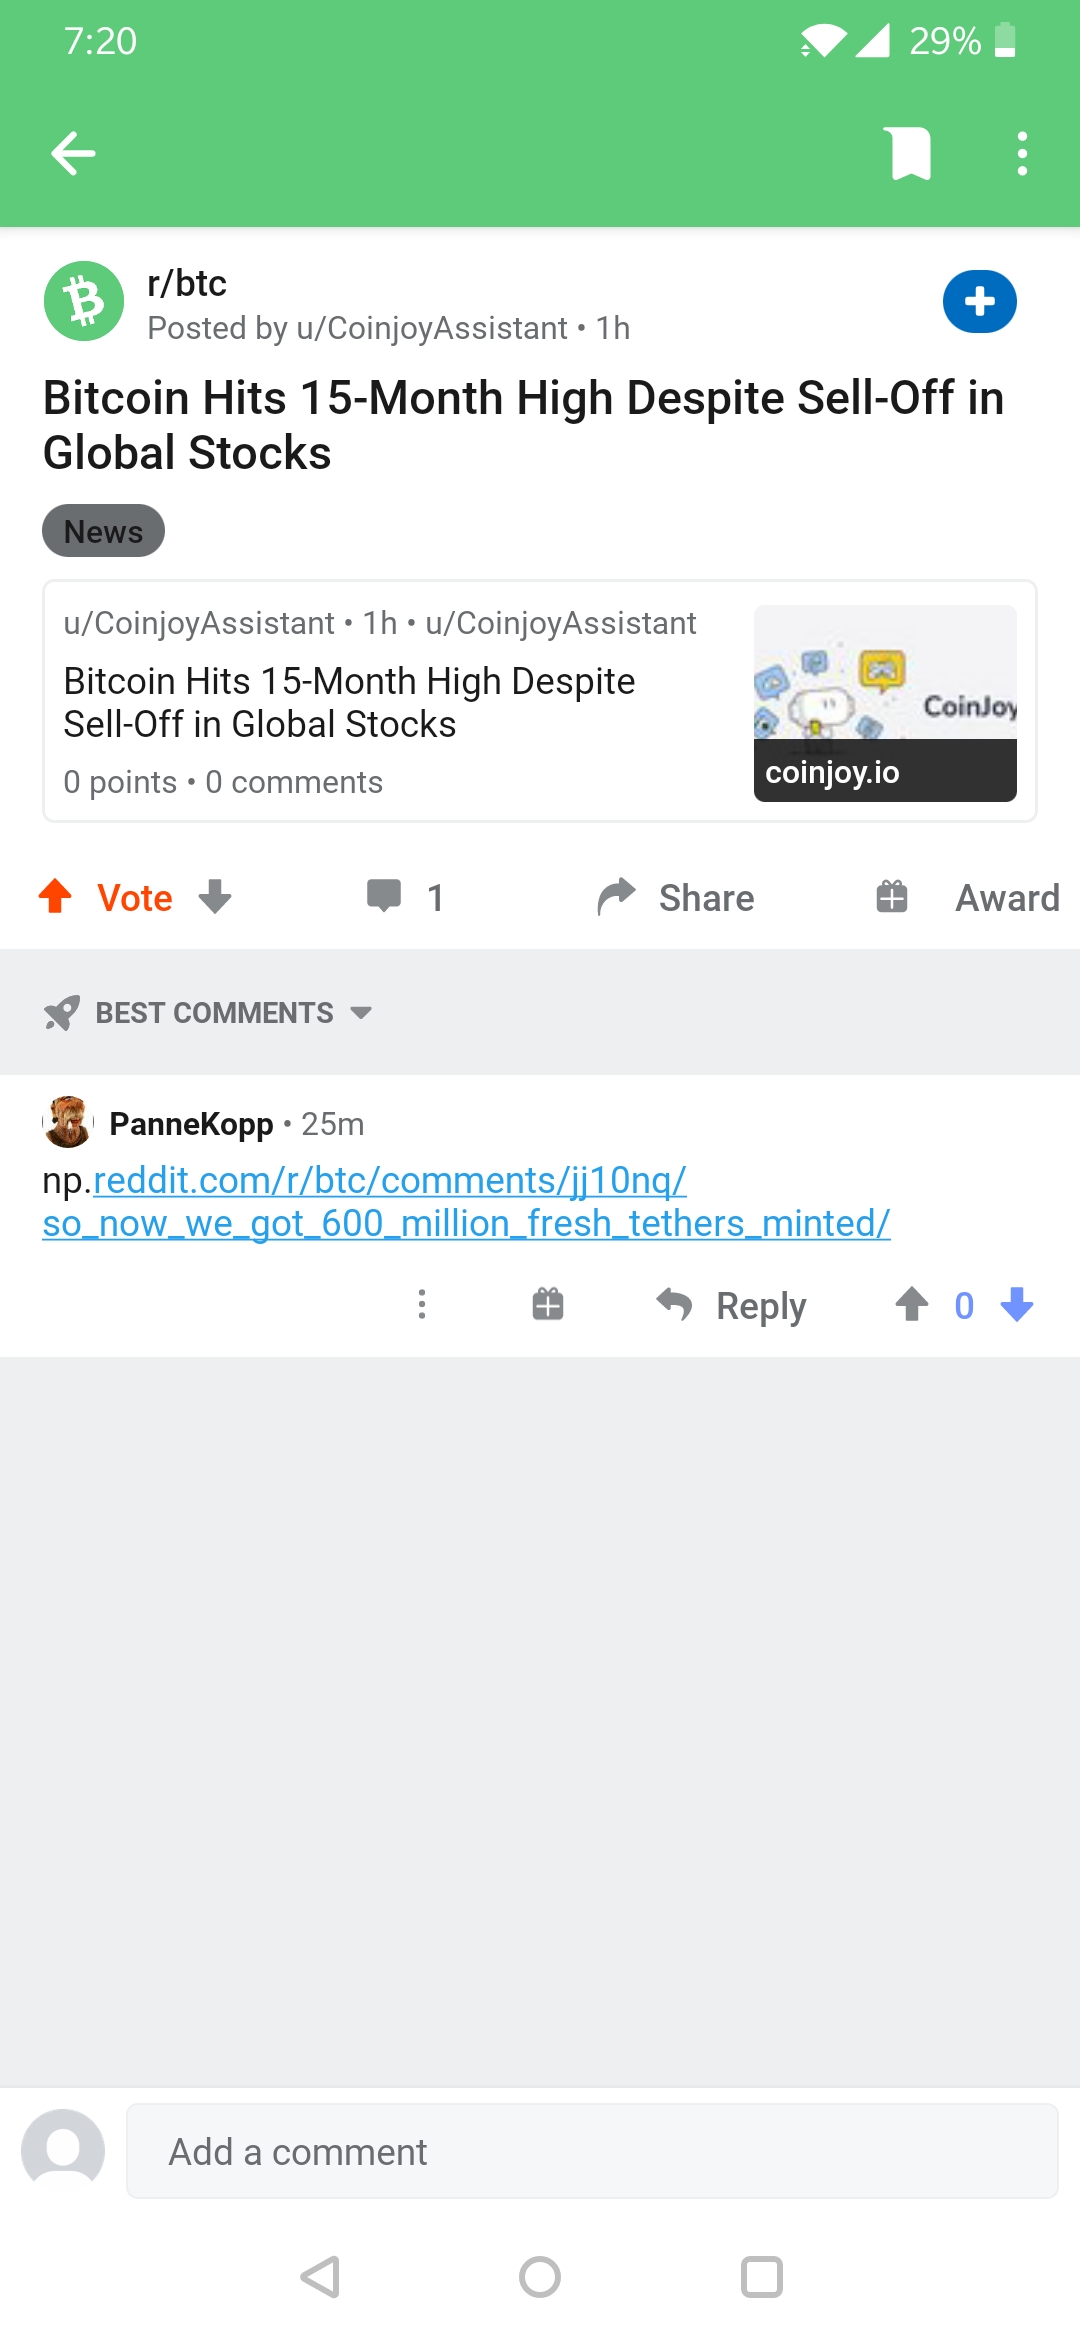 7:20
29%
r/btc
Posted by u/CoinjoyAssistant • 1h
Bitcoin Hits 15-Month High Despite Sell-Off in
Global Stocks
News
u/CoinjoyAssistant • 1h • u/CoinjoyAssistant
Bitcoin Hits 15-Month High Despite
Sell-Off in Global Stocks
0 points • 0 comments
CoinJoy
coinjoy.io
Vote
1
Share
Award
BEST COMMENTS
PanneKopp • 25m
np.reddit.com/r/btc/comments/jj10nq/
so_now_we_got_600_million_fresh_tethers_minted/
Reply
0
Add a comment